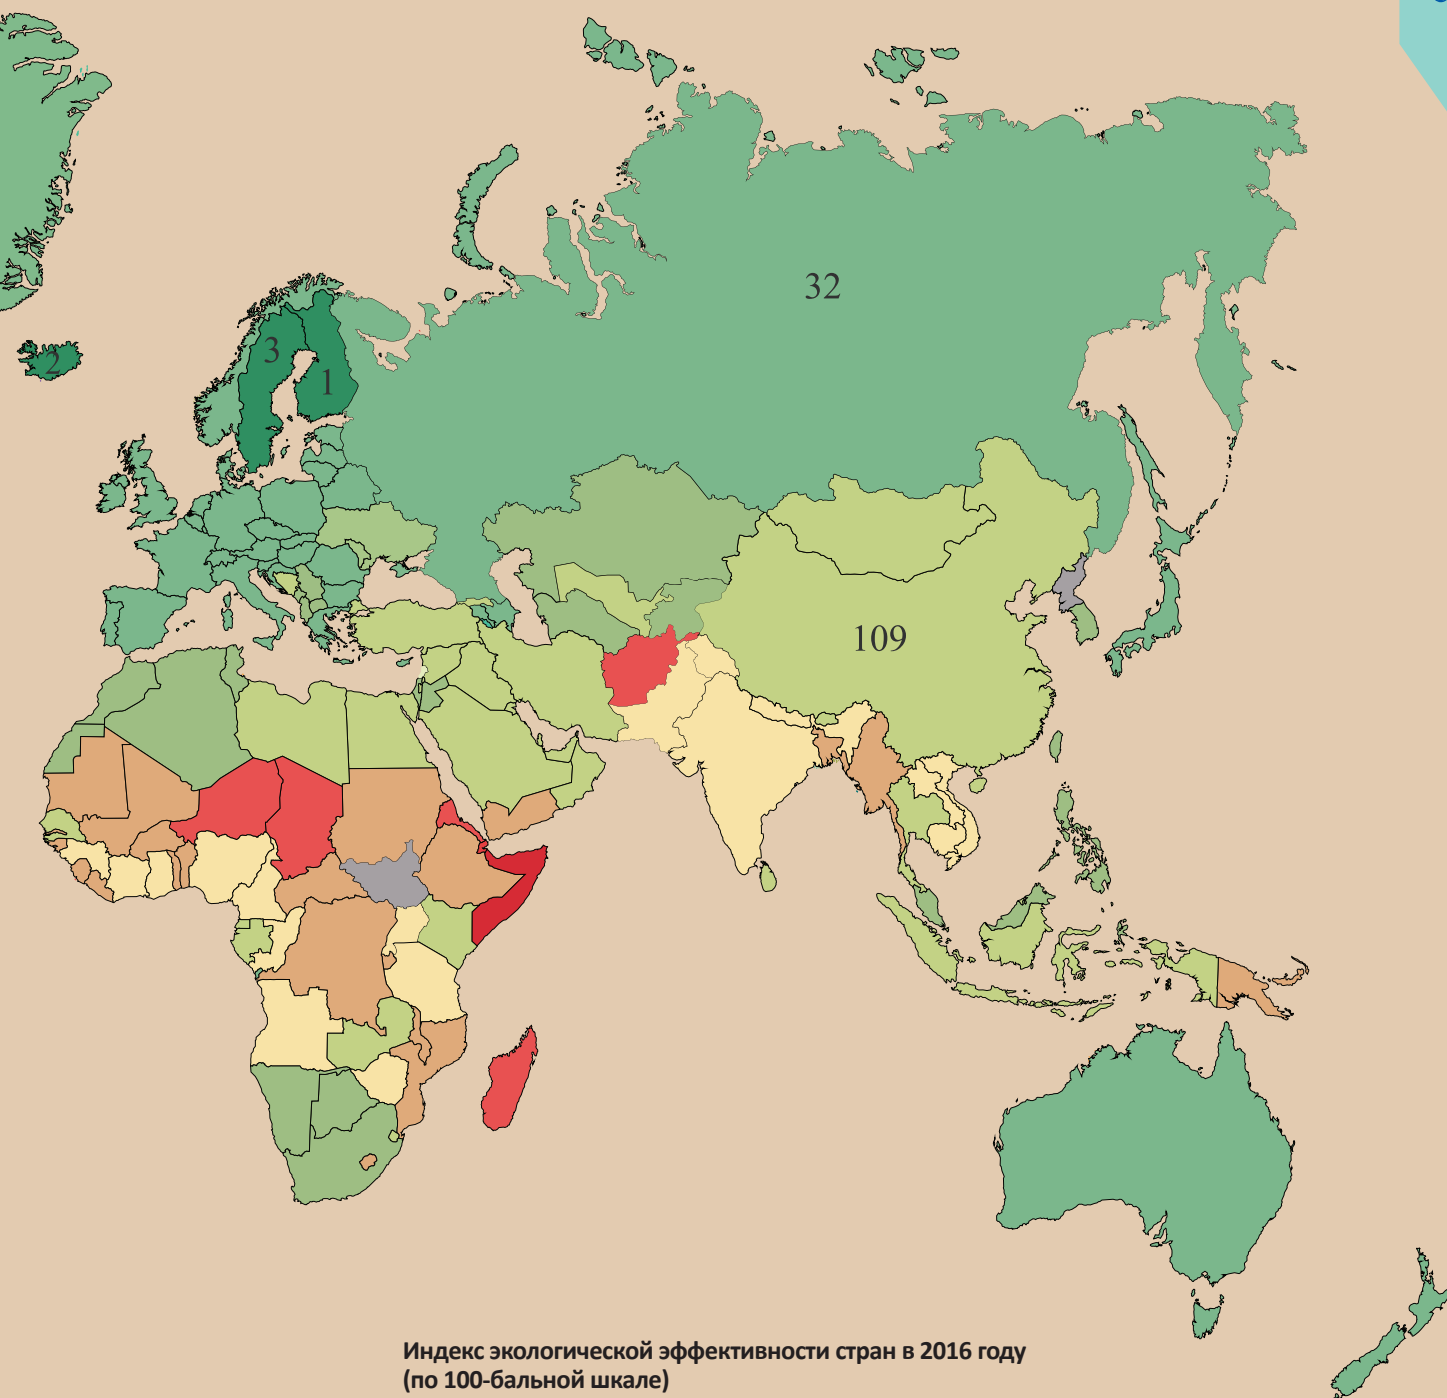 32
2
3
1
109
Индекс экологической эффективности стран в 2016 году
(по 100-бальной шкале)